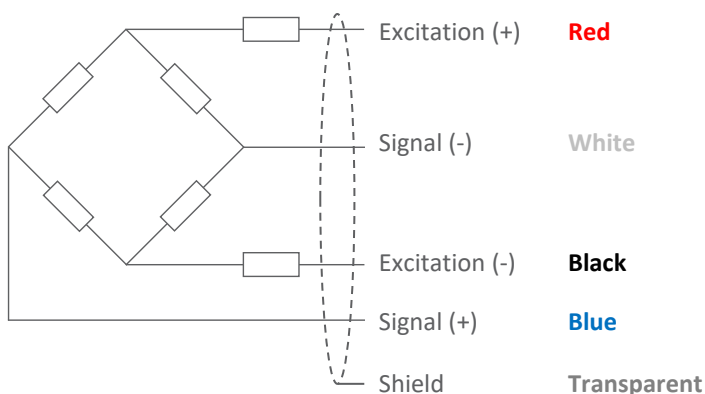 Excitation (+) Red
Signal (-) White
Excitation (-) Black
Signal (+) Blue
Shield Transparent